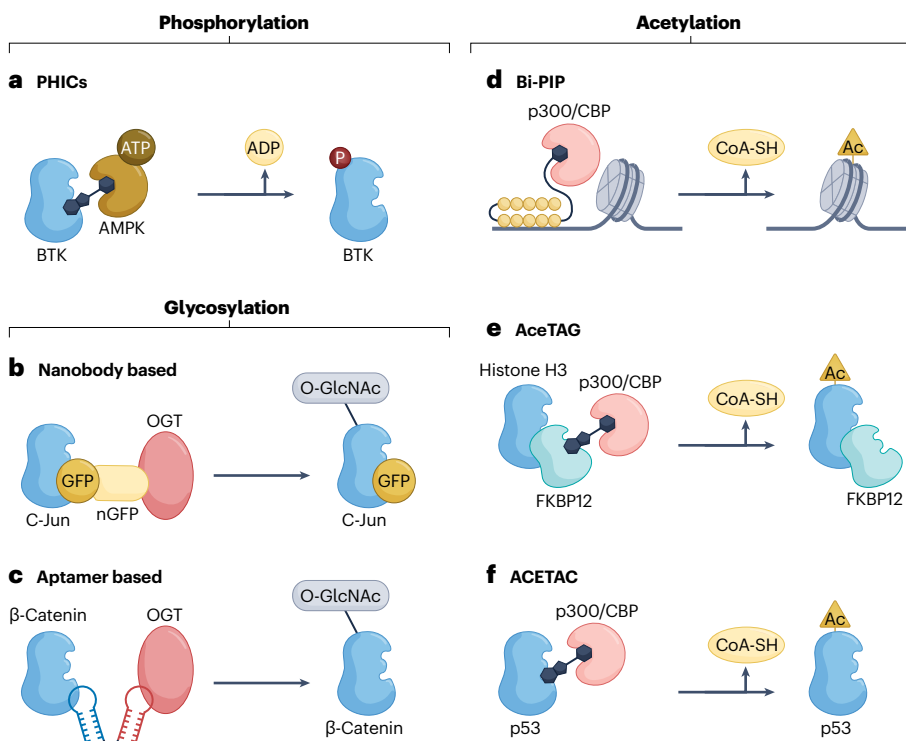 Phosphorylation
a PHICs
ATP
ADP
P
AMPK
BTK
BTK
Glycosylation
b Nanobody based
O-GlcNAc
OGT
GFP
GFP
nGFP
C-Jun
C-Jun
c Aptamer based
O-GlcNAc
β-Catenin
OGT
β-Catenin
Acetylation
d Bi-PIP
p300/CBP
CoA-SH
Ac
e AceTAG
Histone H3
p300/CBP
Ac
CoA-SH
FKBP12
FKBP12
f ACETAC
p300/CBP
Ac
CoA-SH
p53
p53